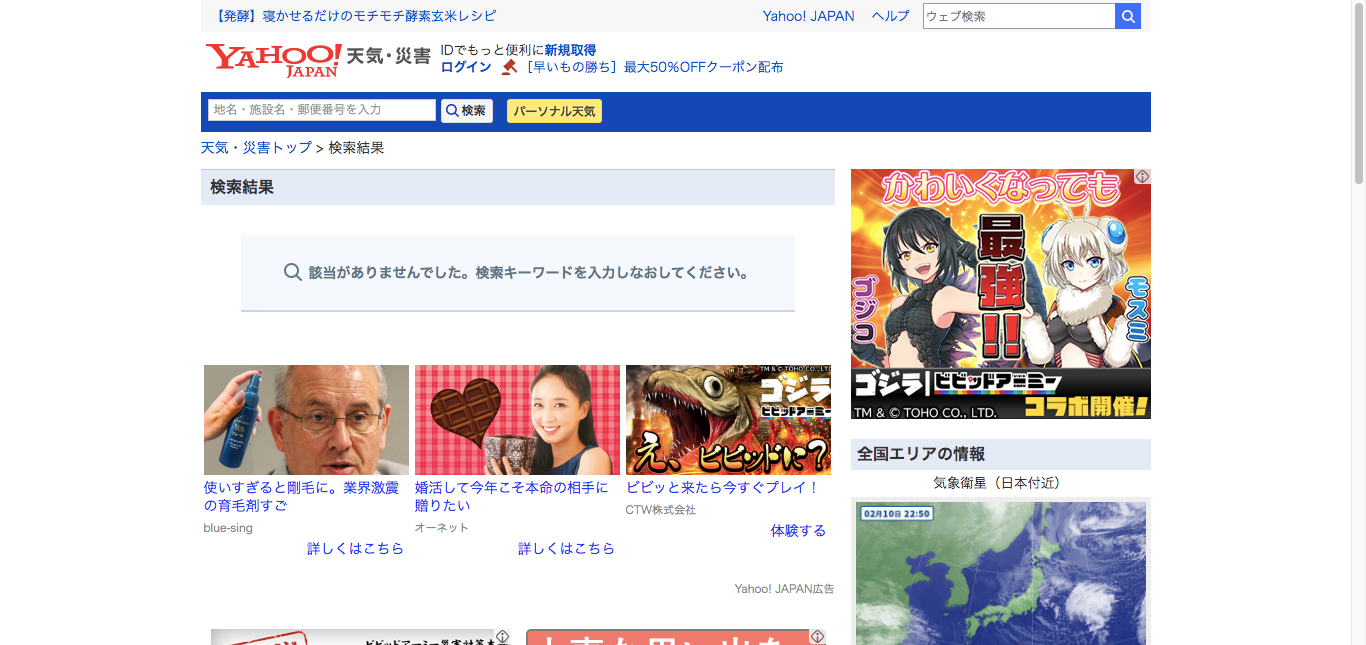 【発酵】寝かせるだけのモチモチ酵素玄米レシピ
Yahoo! JAPAN ヘルプ
ウェブ検索
YAHOO! JAPAN 天気・災害
IDでもっと便利に新規取得
ログイン [早いもの勝ち] 最大50%OFFクーポン配布
地名・施設名・郵便番号を入力 検索 パーソナル天気
天気・災害トップ > 検索結果
検索結果
該当がありませんでした。検索キーワードを入力しなおしてください。
使いすぎると剛毛に。業界激震
の育毛剤すご
blue-sing
詳しくはこちら
婚活して今年こそ本命の相手に
贈りたい
オーネット
詳しくはこちら
TM & © TOHO CO., LTD.
ゴジラ
ビビッドアーミー
え、ビビッドに?
ビビッと来たら今すぐプレイ!
CTW株式会社
体験する
Yahoo! JAPAN広告
かわいくなっても
最強!!
ゴジコ
モスミ
ゴジラ|ビビッドアーミー
TM & © TOHO CO., LTD. コラボ開催!
全国エリアの情報
気象衛星（日本付近）
02月10日 22:50